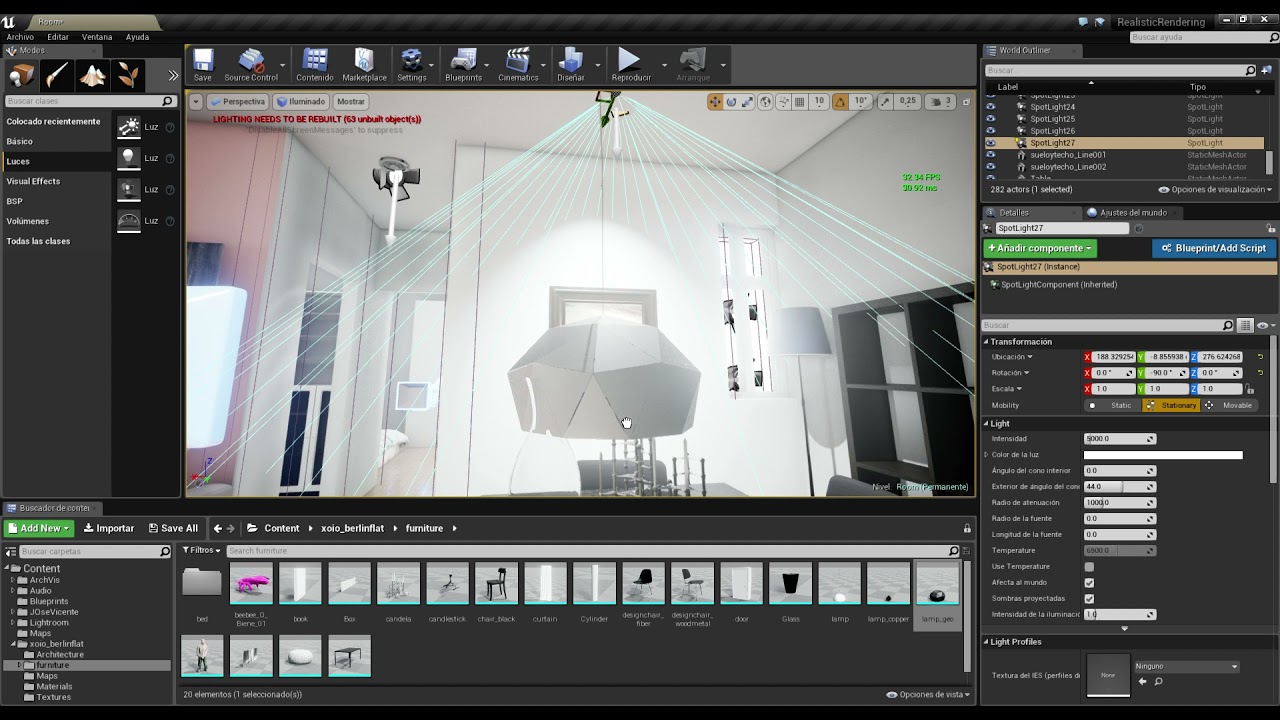 Room*
RealisticRendering
Archivo Editar Ventana Ayuda
Buscar ayuda
Modos
Buscar clases
Colocado recientemente
Básico
Luces
Visual Effects
BSP
Volúmenes
Todas las clases
Luz
Luz
Luz
Luz
Save
Source Control
Contenido
Marketplace
Settings
Blueprints
Cinematics
Diseñar
Reproducir
Arranque
Perspectiva
Iluminado
Mostrar
10
10°
0,25
3
LIGHTING NEEDS TO BE REBUILT (63 unbuilt object(s))
'DisableAllScreenMessages' to suppress
32.34 FPS
30.92 ms
Nivel: Room (Permanente)
World Outliner
Buscar
Label Tipo
SpotLight24 SpotLight
SpotLight25 SpotLight
SpotLight26 SpotLight
SpotLight27 SpotLight
sueloytecho_Line001 StaticMeshActor
sueloytecho_Line002 StaticMeshActor
Table
282 actors (1 selected)
Opciones de visualización
Detalles
Ajustes del mundo
SpotLight27
+ Añadir componente
Blueprint/Add Script
SpotLight27 (Instance)
SpotLightComponent (Inherited)
Buscar
Transformación
Ubicación X 188.329254 Y -8.855938 Z 276.624268
Rotación X 0.0 ° Y -90.0 ° Z 0.0 °
Escala X 1.0 Y 1.0 Z 1.0
Mobility Static Stationary Movable
Light
Intensidad 5000.0
Color de la luz
Ángulo del cono interior 0.0
Exterior de ángulo del con 44.0
Radio de atenuación 1000.0
Radio de la fuente 0.0
Longitud de la fuente 0.0
Temperature 6500.0
Use Temperature
Afecta al mundo
Sombras proyectadas
Intensidad de la iluminaci 1.0
Light Profiles
Textura del IES (perfiles d
None
Ninguno
Buscador de conter
Add New
Importar
Save All
Content
xoio_berlinflat
furniture
Buscar carpetas
Filtros
Search furniture
Content
ArchVis
Audio
Blueprints
JOseVicente
Lightroom
Maps
xoio_berlinflat
Architecture
furniture
Maps
Materials
Textures
bed
beebee_0_Biene_01
book
Box
candela
candlestick
chair_black
curtain
Cylinder
designchair_fiber
designchair_woodmetal
door
Glass
lamp
lamp_copper
lamp_geo
20 elementos (1 seleccionado(s))
Opciones de vista